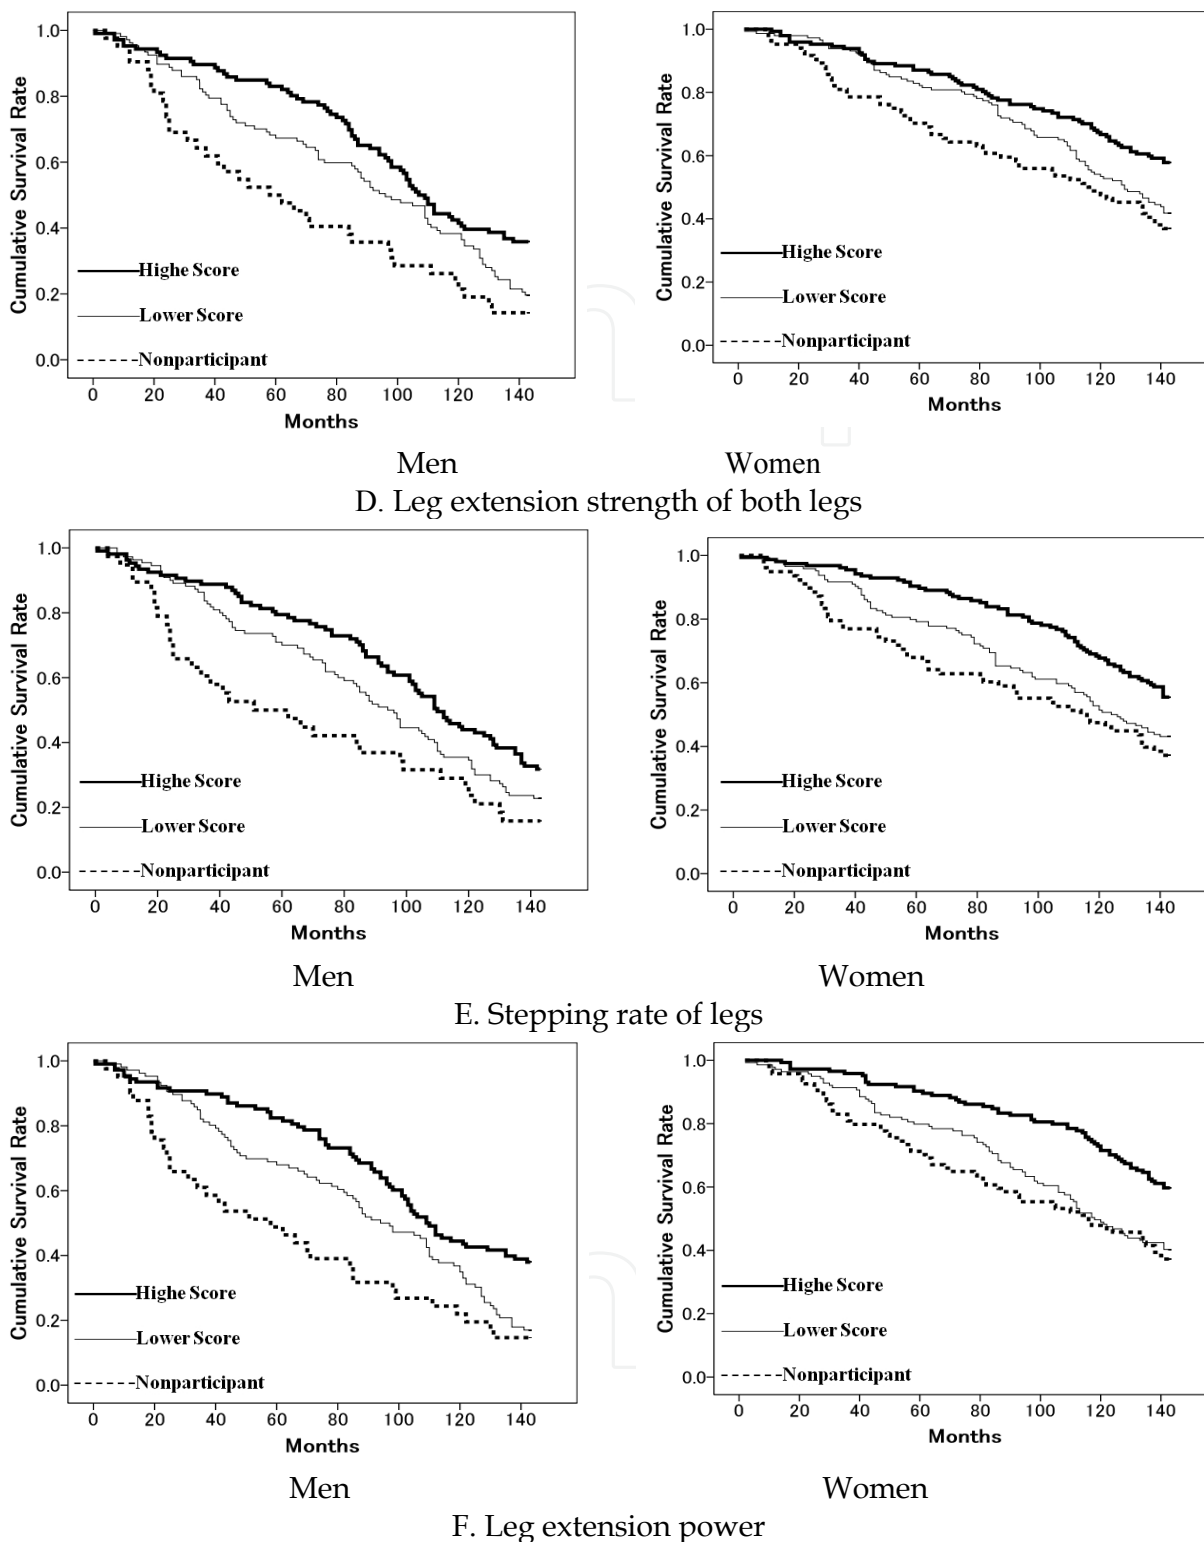 1.0
0.8
0.6
0.4
0.2
0.0
Cumulative Survival Rate
Highe Score
Lower Score
Nonparticipant
0 20 40 60 80 100 120 140
Months
Men
1.0
0.8
0.6
0.4
0.2
0.0
Cumulative Survival Rate
Highe Score
Lower Score
Nonparticipant
0 20 40 60 80 100 120 140
Months
Women
D. Leg extension strength of both legs
1.0
0.8
0.6
0.4
0.2
0.0
Cumulative Survival Rate
Highe Score
Lower Score
Nonparticipant
0 20 40 60 80 100 120 140
Months
Men
1.0
0.8
0.6
0.4
0.2
0.0
Cumulative Survival Rate
Highe Score
Lower Score
Nonparticipant
0 20 40 60 80 100 120 140
Months
Women
E. Stepping rate of legs
1.0
0.8
0.6
0.4
0.2
0.0
Cumulative Survival Rate
Highe Score
Lower Score
Nonparticipant
0 20 40 60 80 100 120 140
Months
Men
1.0
0.8
0.6
0.4
0.2
0.0
Cumulative Survival Rate
Highe Score
Lower Score
Nonparticipant
0 20 40 60 80 100 120 140
Months
Women
F. Leg extension power